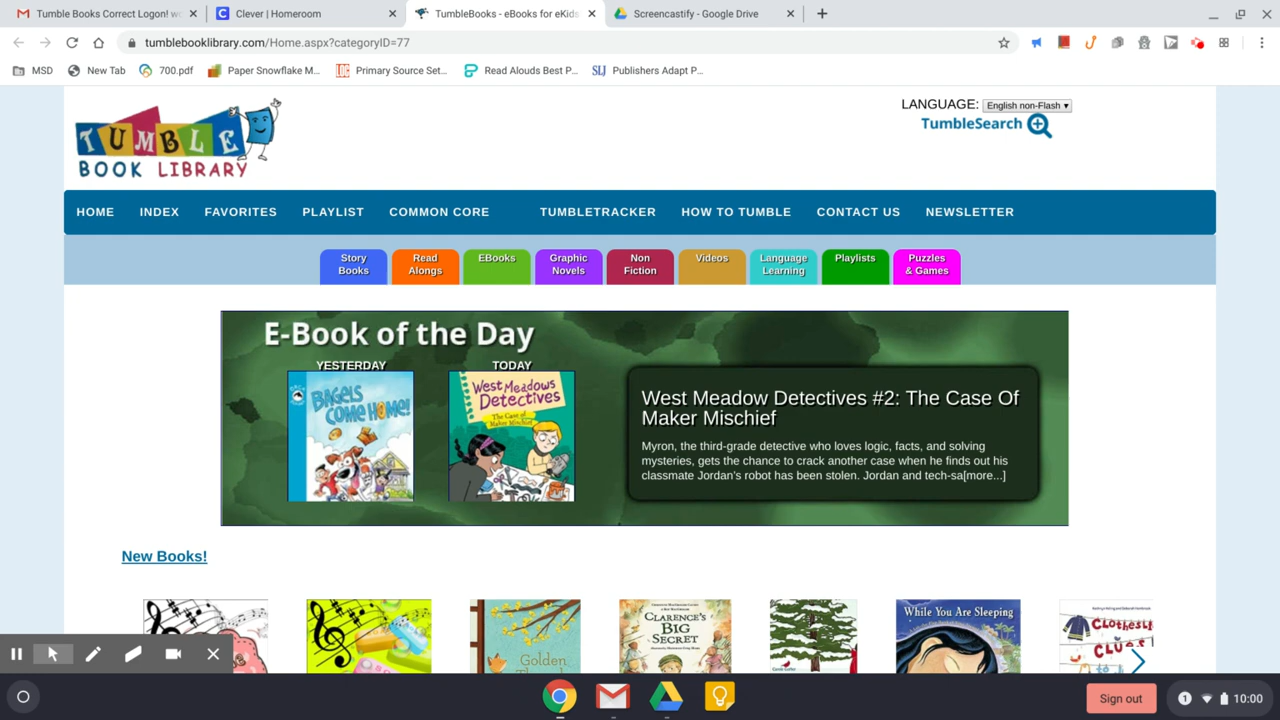 Tumble Books Correct Logon!
Clever | Homeroom
TumbleBooks - eBooks for eKids
Screencastify - Google Drive
tumblebooklibrary.com/Home.aspx?categoryID=77
MSD
New Tab
700.pdf
Paper Snowflake M...
Primary Source Set...
Read Alouds Best P...
SLJ
Publishers Adapt P...
TUMBLE
BOOK LIBRARY
LANGUAGE: English non-Flash
TumbleSearch
HOME INDEX FAVORITES PLAYLIST COMMON CORE TUMBLETRACKER HOW TO TUMBLE CONTACT US NEWSLETTER
Story
Books
Read
Alongs
EBooks
Graphic
Novels
Non
Fiction
Videos
Language
Learning
Playlists
Puzzles
& Games
E-Book of the Day
YESTERDAY
TODAY
BAGELS
COME HOME!
West Meadows
Detectives
The Case of
Maker Mischief
West Meadow Detectives #2: The Case Of
Maker Mischief
Myron, the third-grade detective who loves logic, facts, and solving
mysteries, gets the chance to crack another case when he finds out his
classmate Jordan's robot has been stolen. Jordan and tech-sa[more...]
New Books!
Golden
CLARENCE'S
BIG
SECRET
While You Are Sleeping
Clothesline
CLUES
Sign out
1
10:00